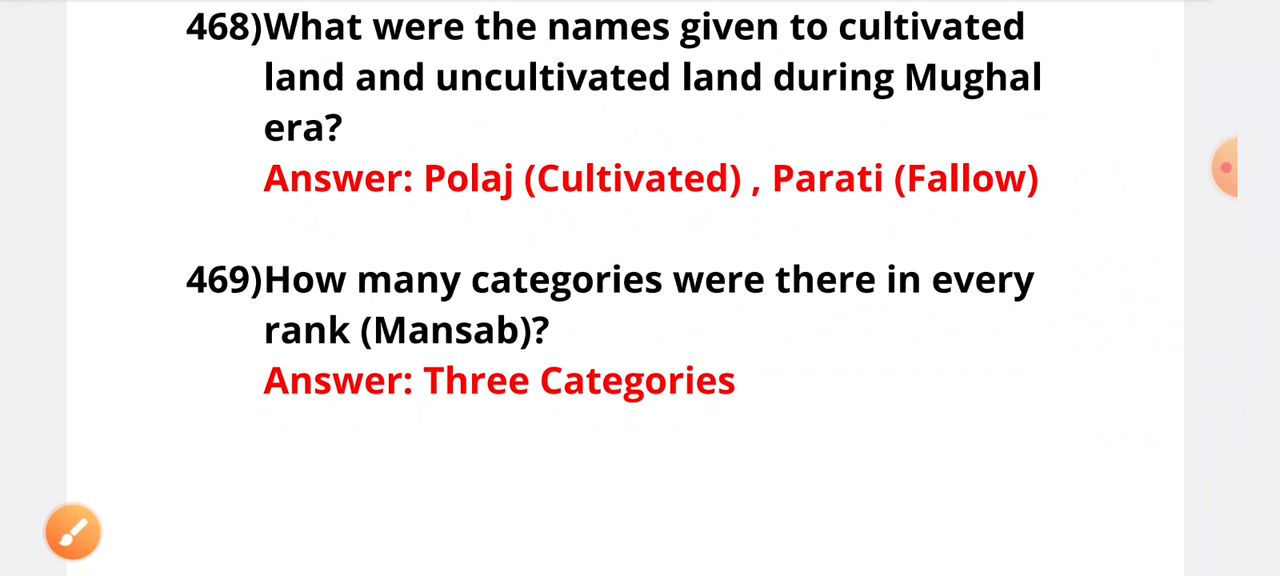 468)What were the names given to cultivated
land and uncultivated land during Mughal
era?
Answer: Polaj (Cultivated) , Parati (Fallow)
469)How many categories were there in every
rank (Mansab)?
Answer: Three Categories